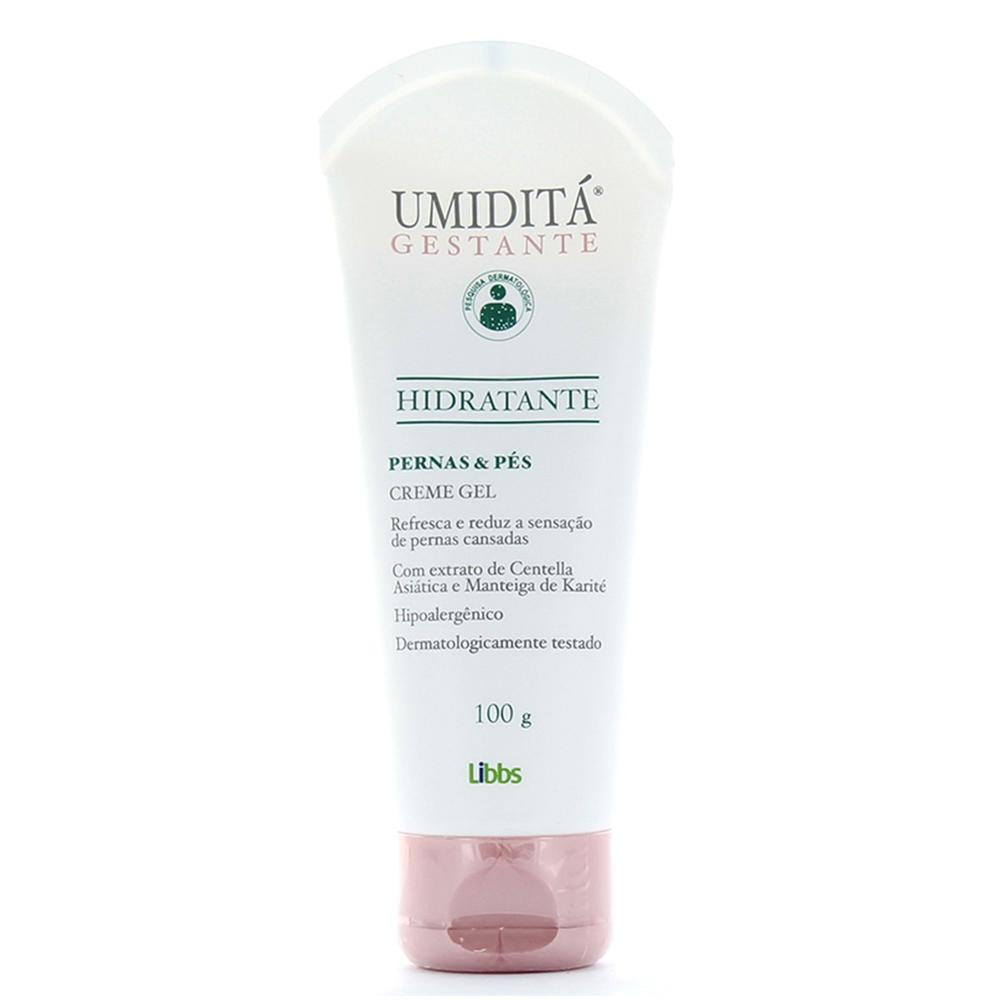 UMIDITÁ®
GESTANTE
PESQUISA DERMATOLÓGICA
HIDRATANTE
PERNAS & PÉS
CREME GEL
Refresca e reduz a sensação
de pernas cansadas
Com extrato de Centella
Asiática e Manteiga de Karité
Hipoalergênico
Dermatologicamente testado
100 g
Libbs